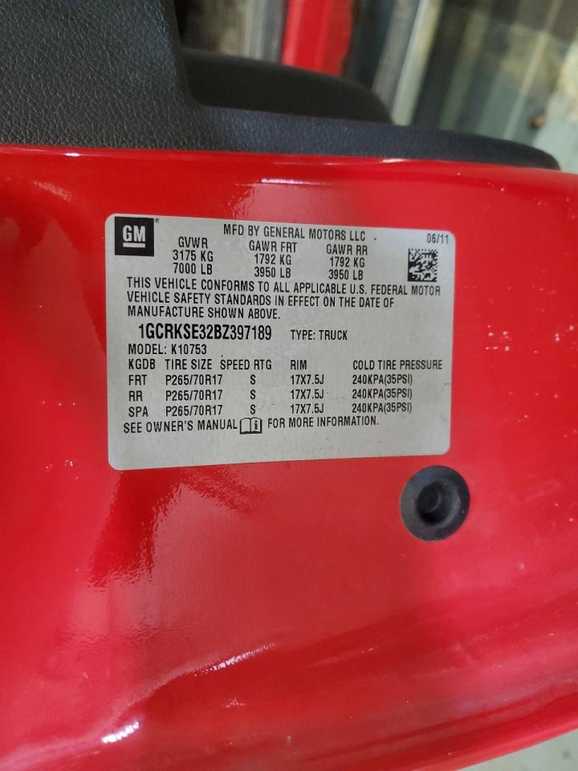 GM
MFD BY GENERAL MOTORS LLC
06/11
GVWR GAWR FRT GAWR RR
3175 KG 1792 KG 1792 KG
7000 LB 3950 LB 3950 LB
THIS VEHICLE CONFORMS TO ALL APPLICABLE U.S. FEDERAL MOTOR
VEHICLE SAFETY STANDARDS IN EFFECT ON THE DATE OF
MANUFACTURE SHOWN ABOVE.
1GCRKSE32BZ397189 TYPE: TRUCK
MODEL: K10753
KGDB TIRE SIZE SPEED RTG RIM COLD TIRE PRESSURE
FRT P265/70R17 S 17X7.5J 240KPA(35PSI)
RR P265/70R17 S 17X7.5J 240KPA(35PSI)
SPA P265/70R17 S 17X7.5J 240KPA(35PSI)
SEE OWNER'S MANUAL FOR MORE INFORMATION.